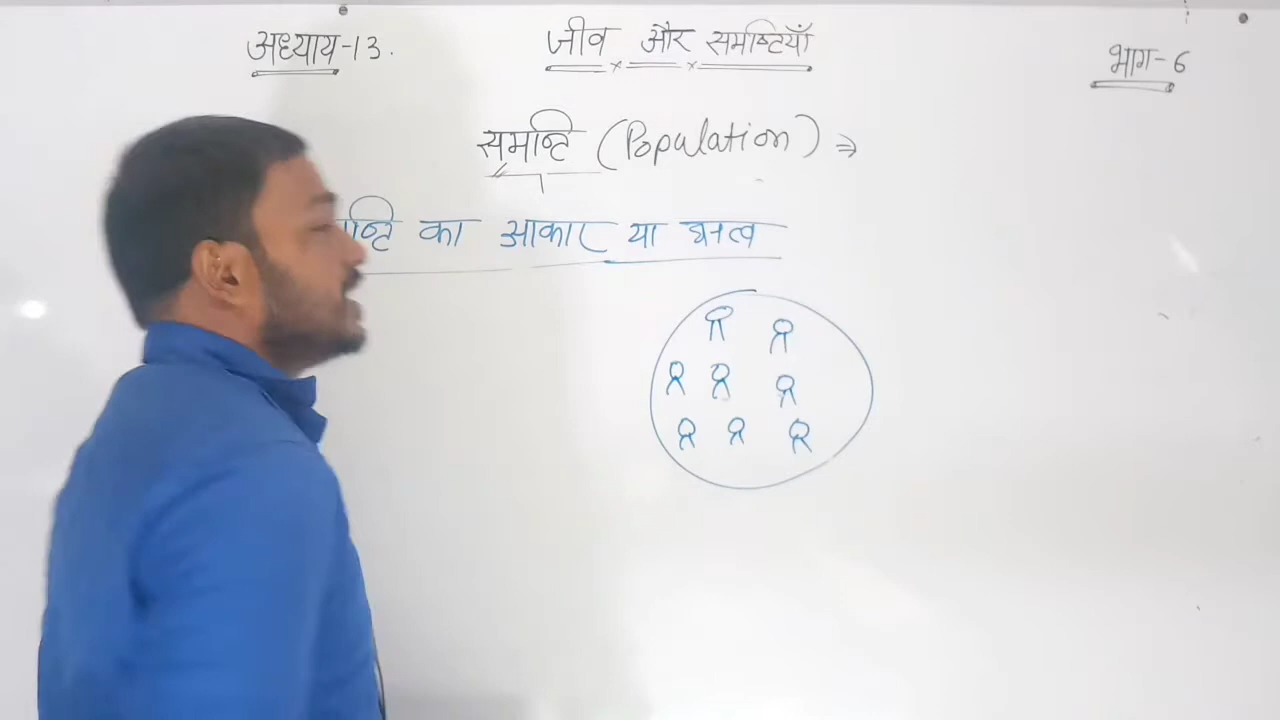 अध्याय-13.
जीव और समष्टियाँ
भाग-6
समष्टि (Population) ⇒
का आकार या घनत्व